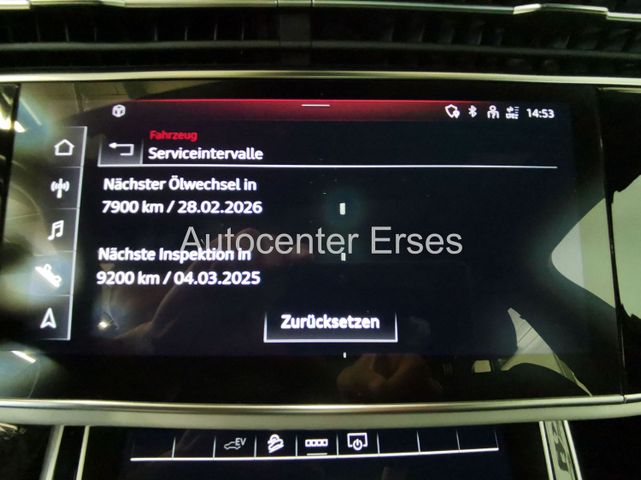 14:53
Fahrzeug
Serviceintervalle
Nächster Ölwechsel in
7900 km / 28.02.2026
Autocenter Erses
Nächste Inspektion in
9200 km / 04.03.2025
Zurücksetzen
EV